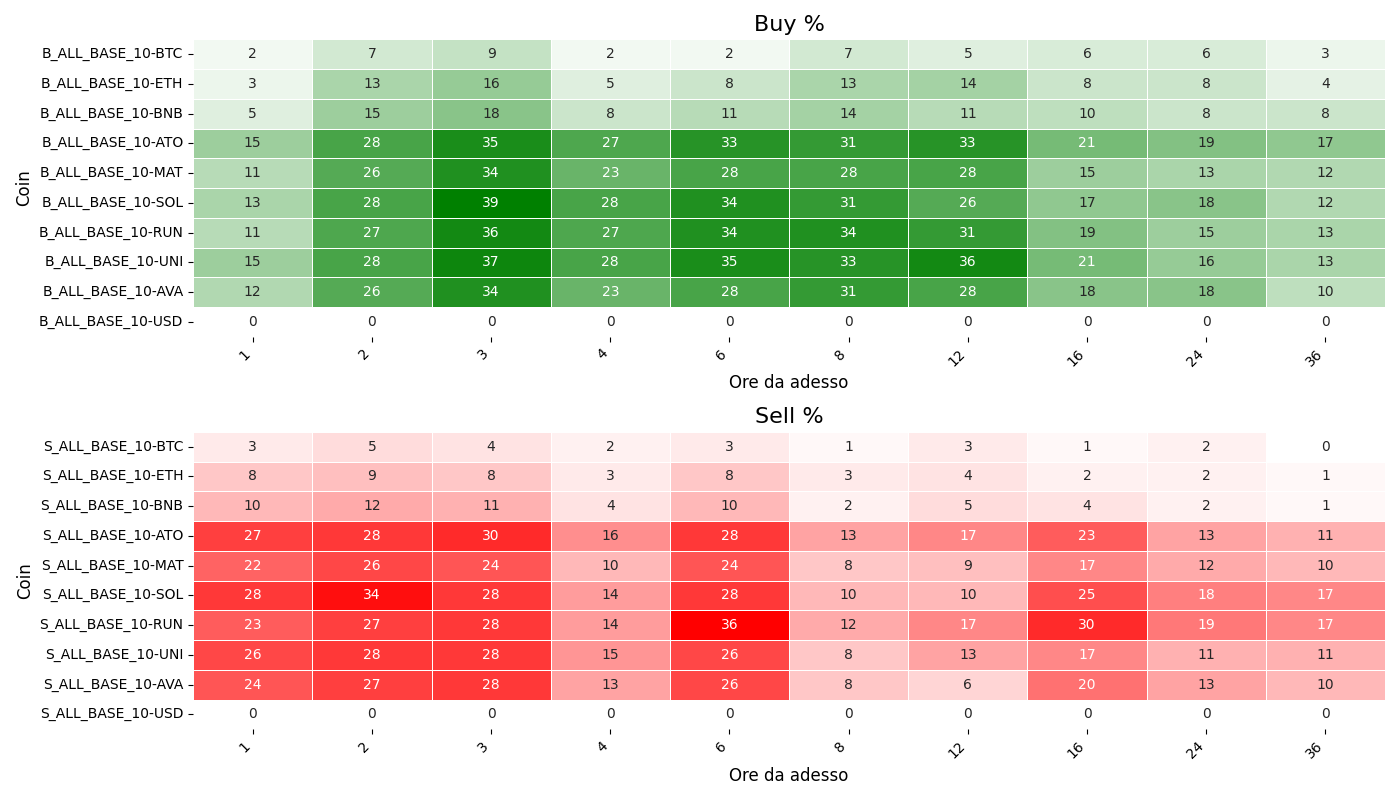 Buy %
Coin
B_ALL_BASE_10-BTC 2 7 9 2 2 7 5 6 6 3
B_ALL_BASE_10-ETH 3 13 16 5 8 13 14 8 8 4
B_ALL_BASE_10-BNB 5 15 18 8 11 14 11 10 8 8
B_ALL_BASE_10-ATO 15 28 35 27 33 31 33 21 19 17
B_ALL_BASE_10-MAT 11 26 34 23 28 28 28 15 13 12
B_ALL_BASE_10-SOL 13 28 39 28 34 31 26 17 18 12
B_ALL_BASE_10-RUN 11 27 36 27 34 34 31 19 15 13
B_ALL_BASE_10-UNI 15 28 37 28 35 33 36 21 16 13
B_ALL_BASE_10-AVA 12 26 34 23 28 31 28 18 18 10
B_ALL_BASE_10-USD 0 0 0 0 0 0 0 0 0 0
1 2 3 4 6 8 12 16 24 36
Ore da adesso
Sell %
Coin
S_ALL_BASE_10-BTC 3 5 4 2 3 1 3 1 2 0
S_ALL_BASE_10-ETH 8 9 8 3 8 3 4 2 2 1
S_ALL_BASE_10-BNB 10 12 11 4 10 2 5 4 2 1
S_ALL_BASE_10-ATO 27 28 30 16 28 13 17 23 13 11
S_ALL_BASE_10-MAT 22 26 24 10 24 8 9 17 12 10
S_ALL_BASE_10-SOL 28 34 28 14 28 10 10 25 18 17
S_ALL_BASE_10-RUN 23 27 28 14 36 12 17 30 19 17
S_ALL_BASE_10-UNI 26 28 28 15 26 8 13 17 11 11
S_ALL_BASE_10-AVA 24 27 28 13 26 8 6 20 13 10
S_ALL_BASE_10-USD 0 0 0 0 0 0 0 0 0 0
1 2 3 4 6 8 12 16 24 36
Ore da adesso